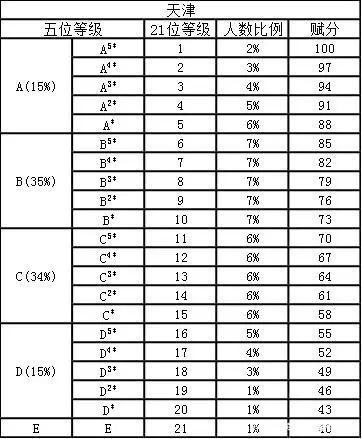 天津
五位等级 21位等级 人数比例 赋分
A(15%) A⁵* 1 2% 100
A⁴* 2 3% 97
A³* 3 4% 94
A²* 4 5% 91
A* 5 6% 88
B(35%) B⁵* 6 7% 85
B⁴* 7 7% 82
B³* 8 7% 79
B²* 9 7% 76
B* 10 7% 73
C(34%) C⁵* 11 6% 70
C⁴* 12 6% 67
C³* 13 6% 64
C²* 14 6% 61
C* 15 6% 58
D(15%) D⁵* 16 5% 55
D⁴* 17 4% 52
D³* 18 3% 49
D²* 19 1% 46
D* 20 1% 43
E E 21 1% 40